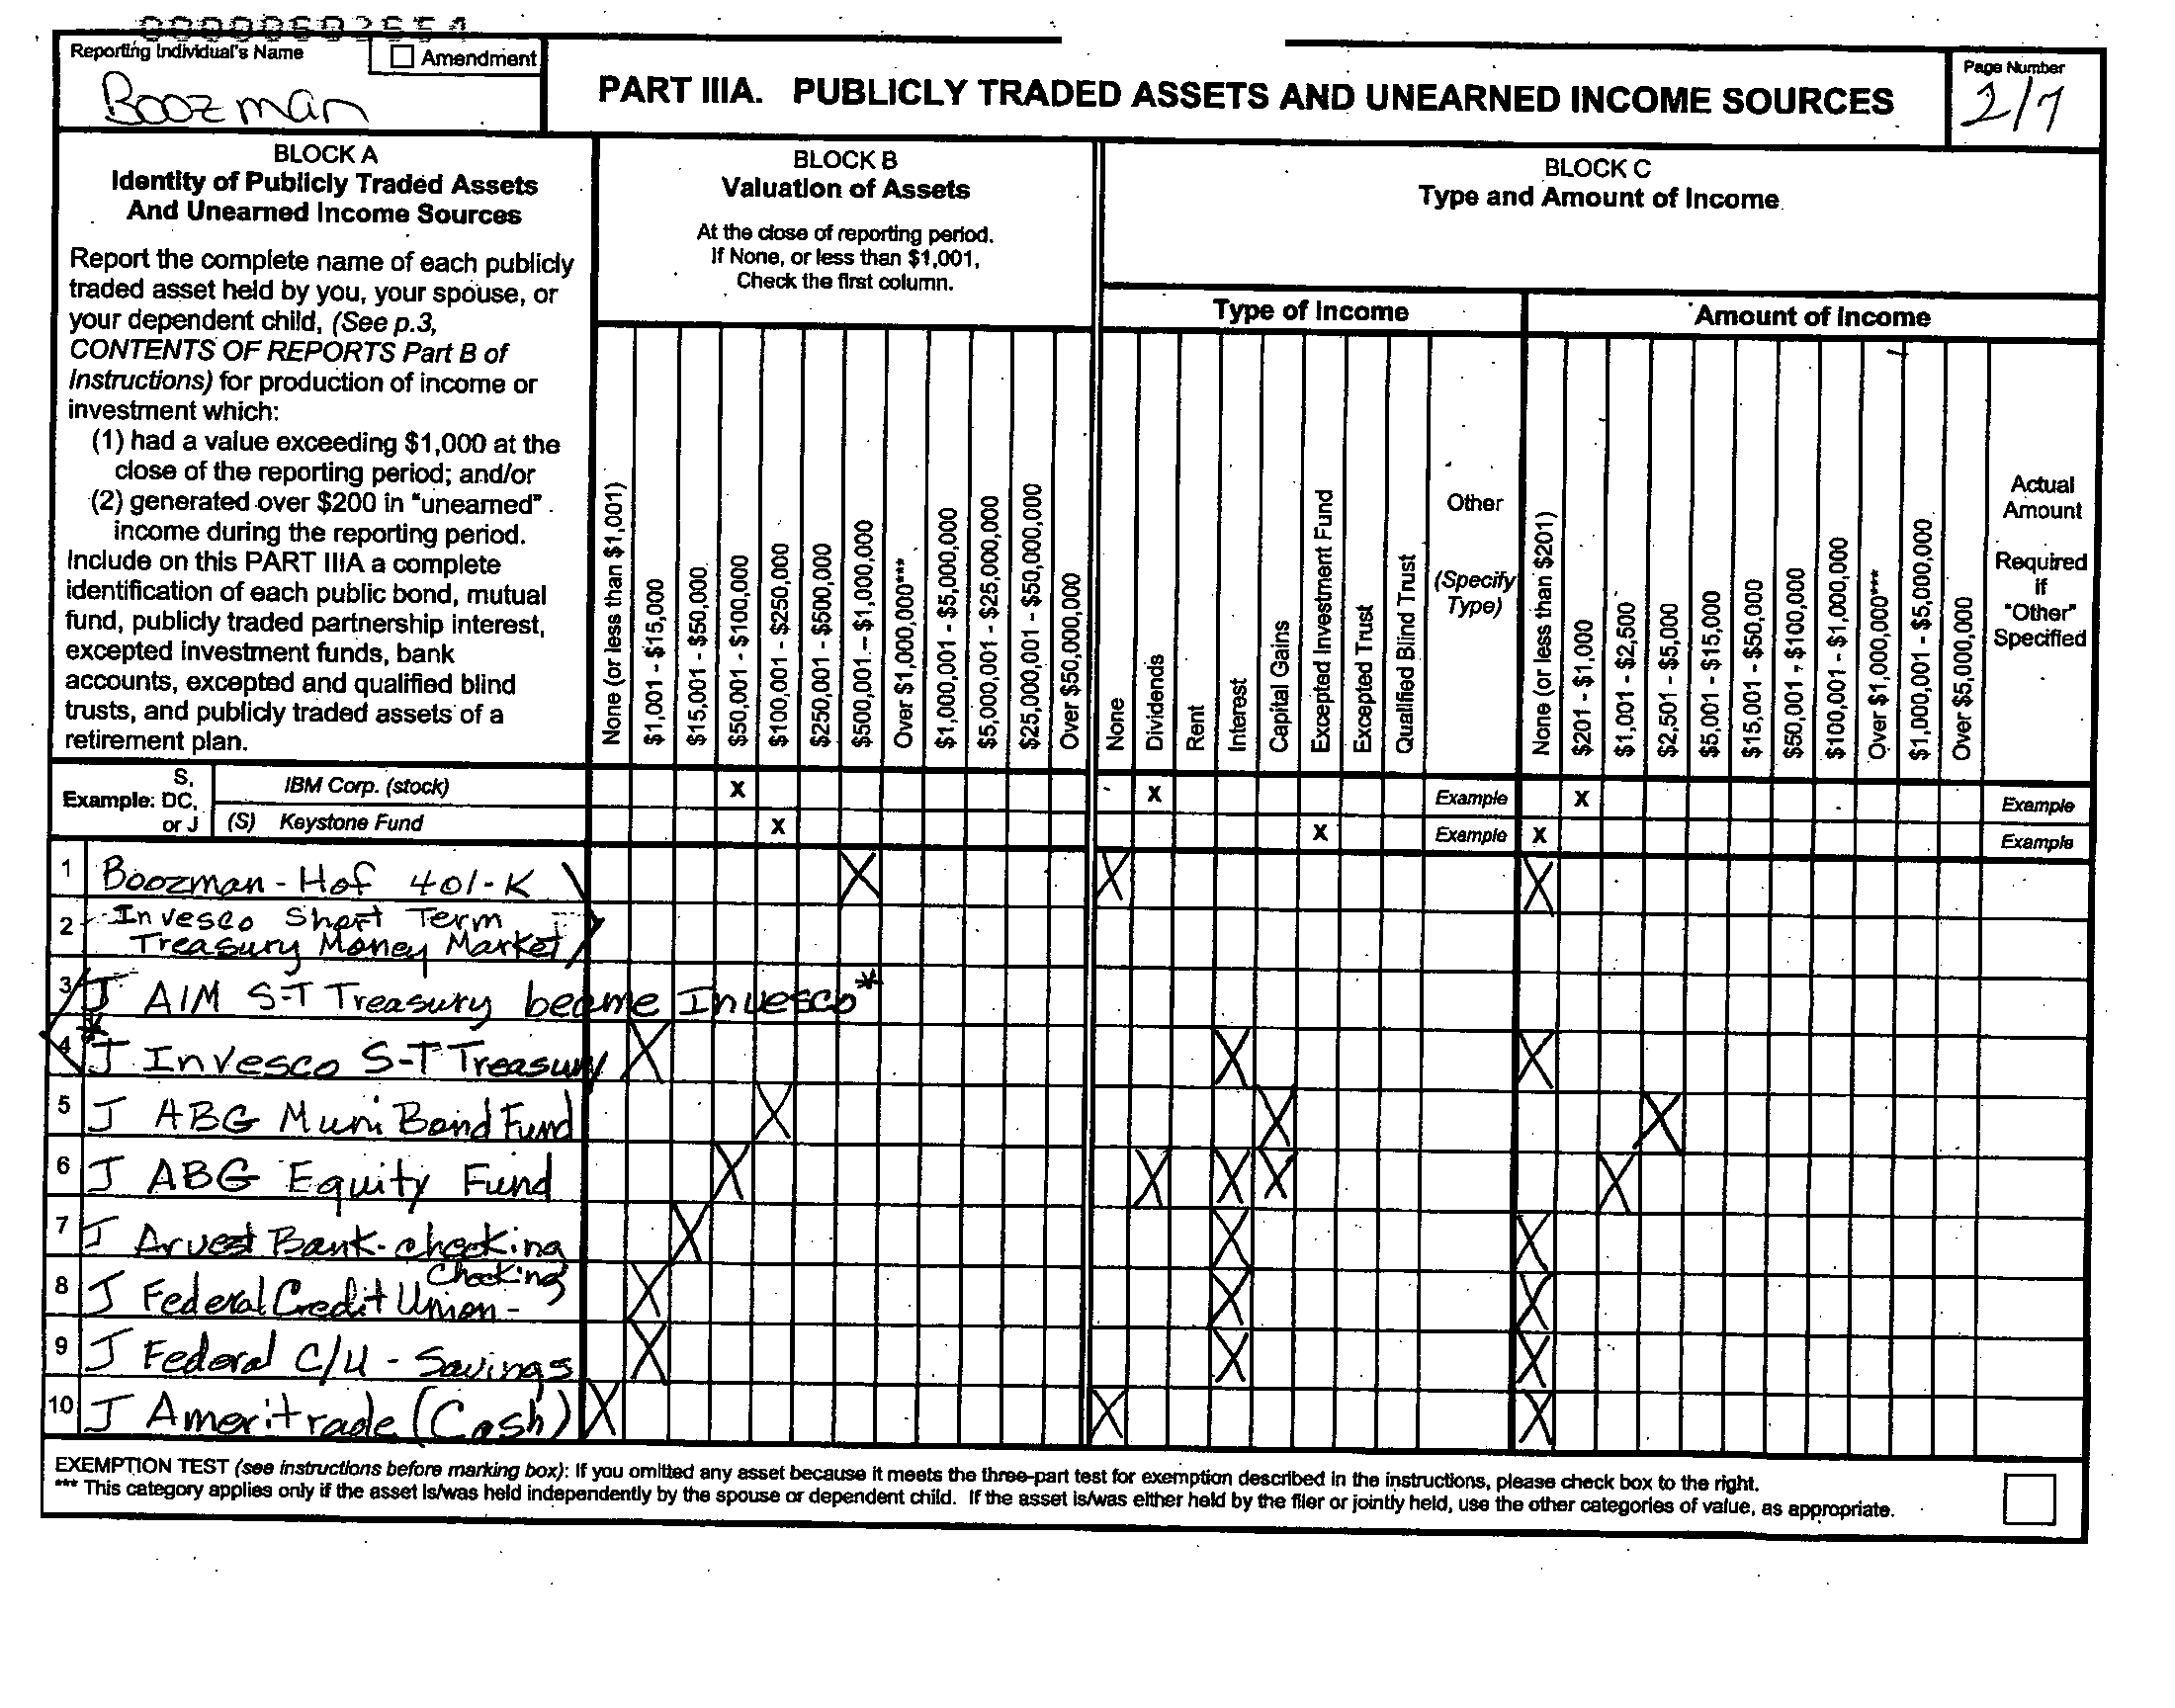 Reporting Individual's Name
☐ Amendment
Boozman
PART IIIA. PUBLICLY TRADED ASSETS AND UNEARNED INCOME SOURCES
Page Number
2/7
BLOCK A
Identity of Publicly Traded Assets
And Unearned Income Sources
Report the complete name of each publicly
traded asset held by you, your spouse, or
your dependent child, (See p.3,
CONTENTS OF REPORTS Part B of
Instructions) for production of income or
investment which:
(1) had a value exceeding $1,000 at the
close of the reporting period; and/or
(2) generated over $200 in "unearned"
income during the reporting period.
Include on this PART IIIA a complete
identification of each public bond, mutual
fund, publicly traded partnership interest,
excepted investment funds, bank
accounts, excepted and qualified blind
trusts, and publicly traded assets of a
retirement plan.
BLOCK B
Valuation of Assets
At the close of reporting period.
If None, or less than $1,001,
Check the first column.
None (or less than $1,001)
$1,001 - $15,000
$15,001 - $50,000
$50,001 - $100,000
$100,001 - $250,000
$250,001 - $500,000
$500,001 - $1,000,000
Over $1,000,000***
$1,000,001 - $5,000,000
$5,000,001 - $25,000,000
$25,000,001 - $50,000,000
Over $50,000,000
BLOCK C
Type and Amount of Income
Type of Income
None
Dividends
Rent
Interest
Capital Gains
Excepted Investment Fund
Excepted Trust
Qualified Blind Trust
Other
(Specify
Type)
Amount of Income
None (or less than $201)
$201 - $1,000
$1,001 - $2,500
$2,501 - $5,000
$5,001 - $15,000
$15,001 - $50,000
$50,001 - $100,000
$100,001 - $1,000,000
Over $1,000,000***
$1,000,001 - $5,000,000
Over $5,000,000
Actual
Amount
Required
if
"Other"
Specified
Example: S, DC, or J
IBM Corp. (stock) X X Example X Example
(S) Keystone Fund X X Example X Example
1 Boozman - Hof 401-K X X X
2 - Invesco Short Term
Treasury Money Market
3 J AIM S-T Treasury became Invesco*
4 * J Invesco S-T Treasury X X X
5 J ABG Muni Bond Fund X X X
6 J ABG Equity Fund X X X X X
7 J Arvest Bank - checking X X X
8 J Federal Credit Union - Checking X X X
9 J Federal C/U - Savings X X X
10 J Ameritrade (Cash) X X X
EXEMPTION TEST (see instructions before marking box): If you omitted any asset because it meets the three-part test for exemption described in the instructions, please check box to the right.
*** This category applies only if the asset is/was held independently by the spouse or dependent child. If the asset is/was either held by the filer or jointly held, use the other categories of value, as appropriate.